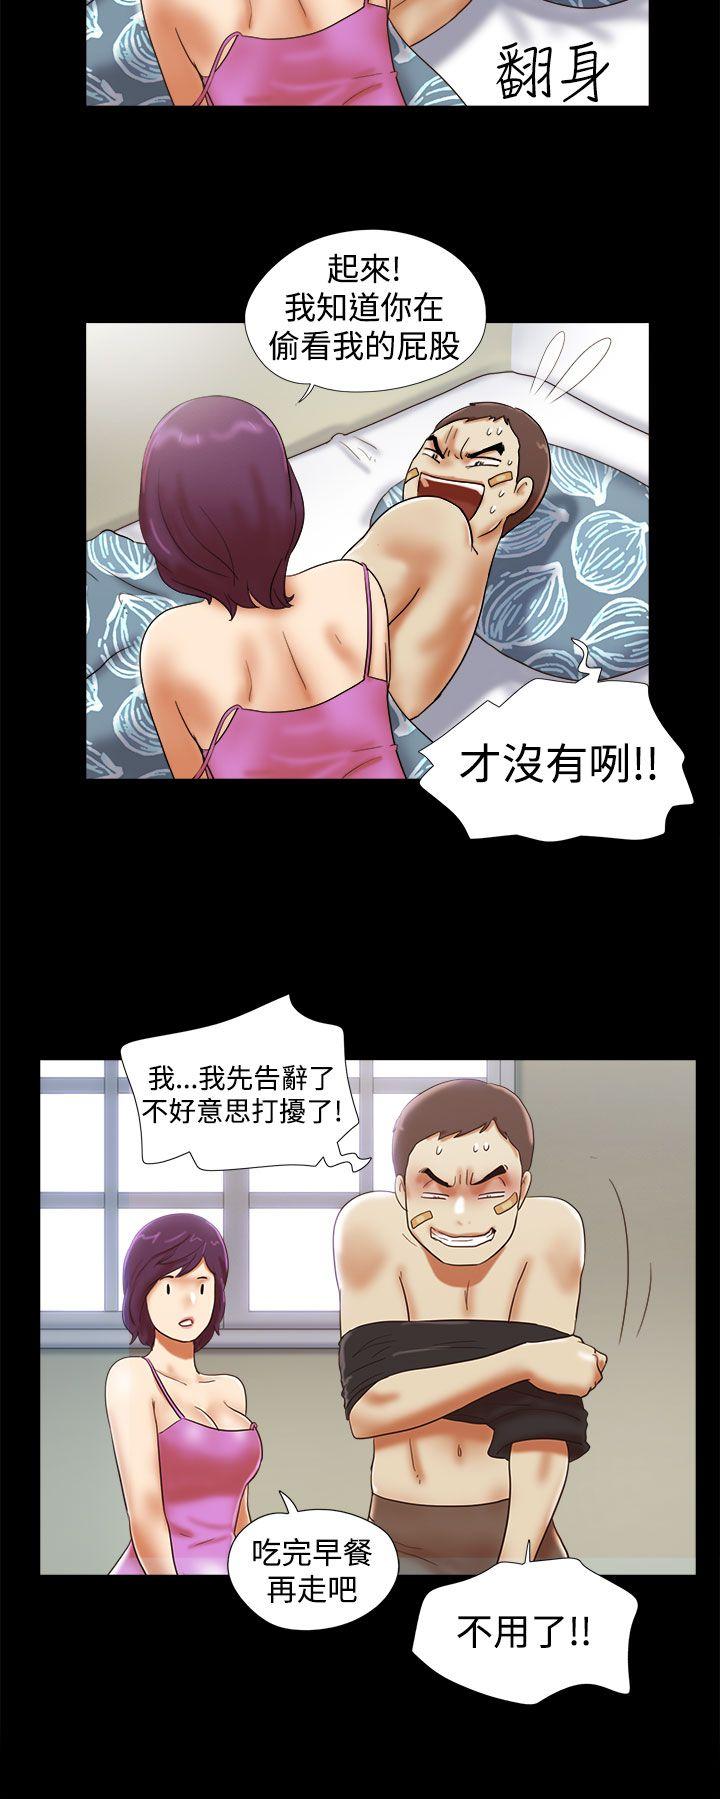 翻身
起來!
我知道你在
偷看我的屁股
才沒有咧!!
我...我先告辭了
不好意思打擾了!
吃完早餐
再走吧
不用了!!